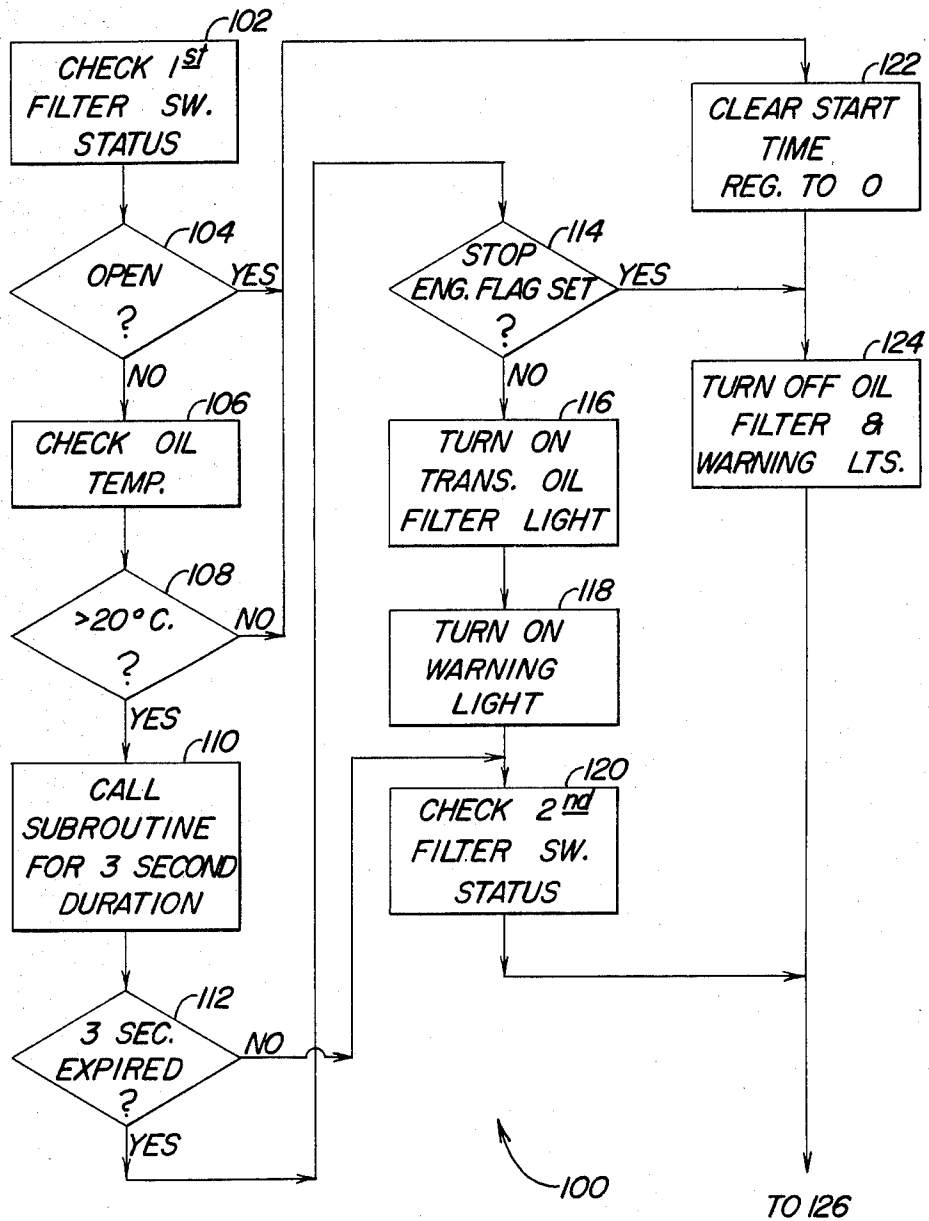 102
CHECK 1st
FILTER SW.
STATUS
104
OPEN
?
YES
NO
106
CHECK OIL
TEMP.
108
>20° C.
?
NO
YES
110
CALL
SUBROUTINE
FOR 3 SECOND
DURATION
112
3 SEC.
EXPIRED
?
NO
YES
114
STOP
ENG. FLAG SET
?
YES
NO
116
TURN ON
TRANS. OIL
FILTER LIGHT
118
TURN ON
WARNING
LIGHT
120
CHECK 2nd
FILTER SW.
STATUS
122
CLEAR START
TIME
REG. TO 0
124
TURN OFF OIL
FILTER &
WARNING LTS.
100
TO 126